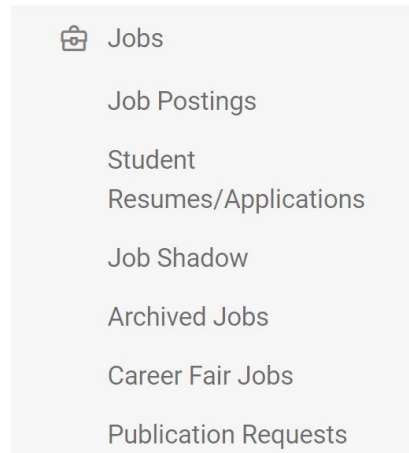 Jobs
Job Postings
Student
Resumes/Applications
Job Shadow
Archived Jobs
Career Fair Jobs
Publication Requests